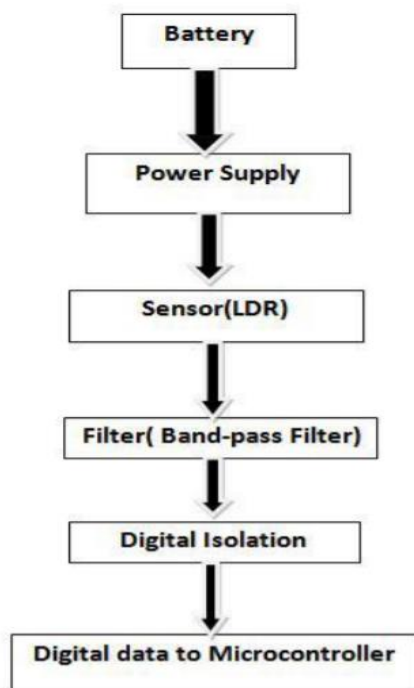 Battery
Power Supply
Sensor(LDR)
Filter( Band-pass Filter)
Digital Isolation
Digital data to Microcontroller